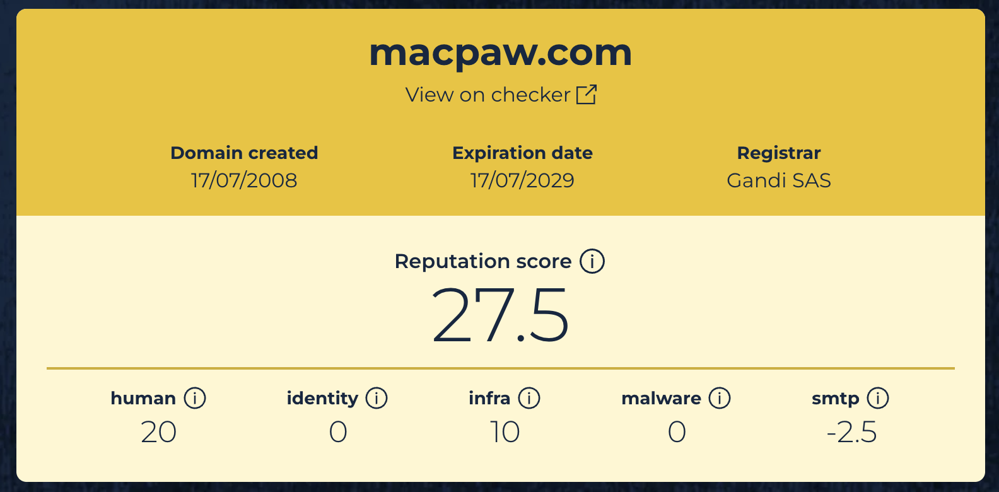 macpaw.com
View on checker
Domain created Expiration date Registrar
17/07/2008 17/07/2029 Gandi SAS
Reputation score
27.5
human identity infra malware smtp
20 0 10 0 -2.5